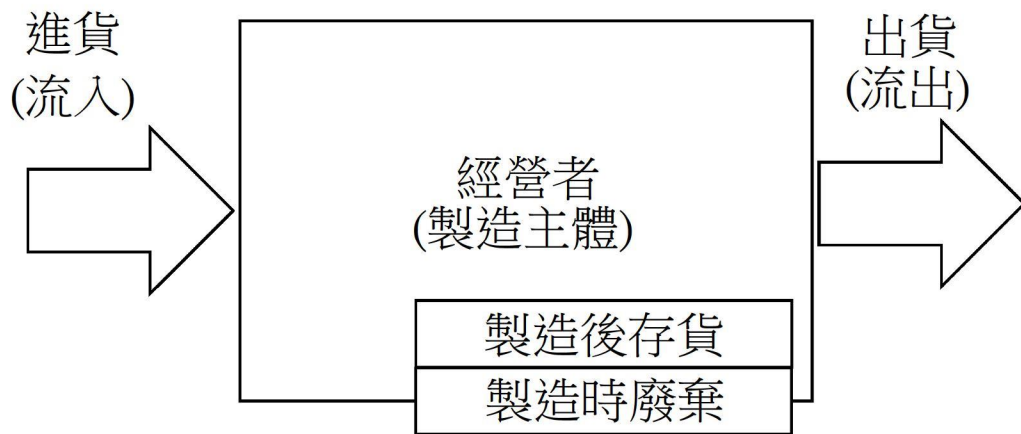 進貨
(流入)
經營者
(製造主體)
製造後存貨
製造時廢棄
出貨
(流出)